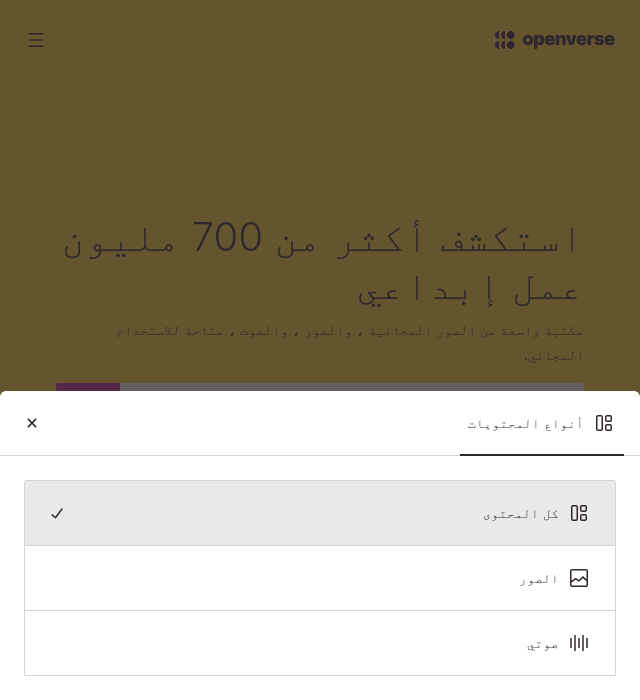 openverse
استكشف أكثر من 700 مليون
عمل إبداعي
مكتبة واسعة من الصور المجانية ، والصور ، والصوت ، متاحة للاستخدام
المجاني.
أنواع المحتويات
كل المحتوى
الصور
صوتي